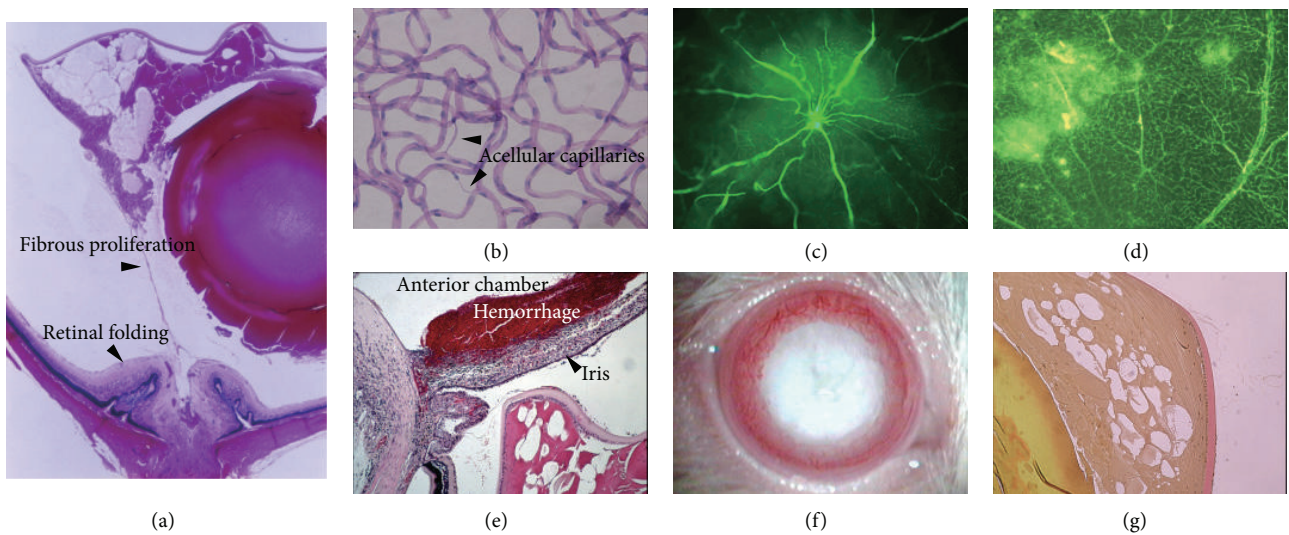 Fibrous proliferation
Retinal folding
(a)
Acellular capillaries
(b)
(c)
(d)
Anterior chamber
Hemorrhage
Iris
(e)
(f)
(g)